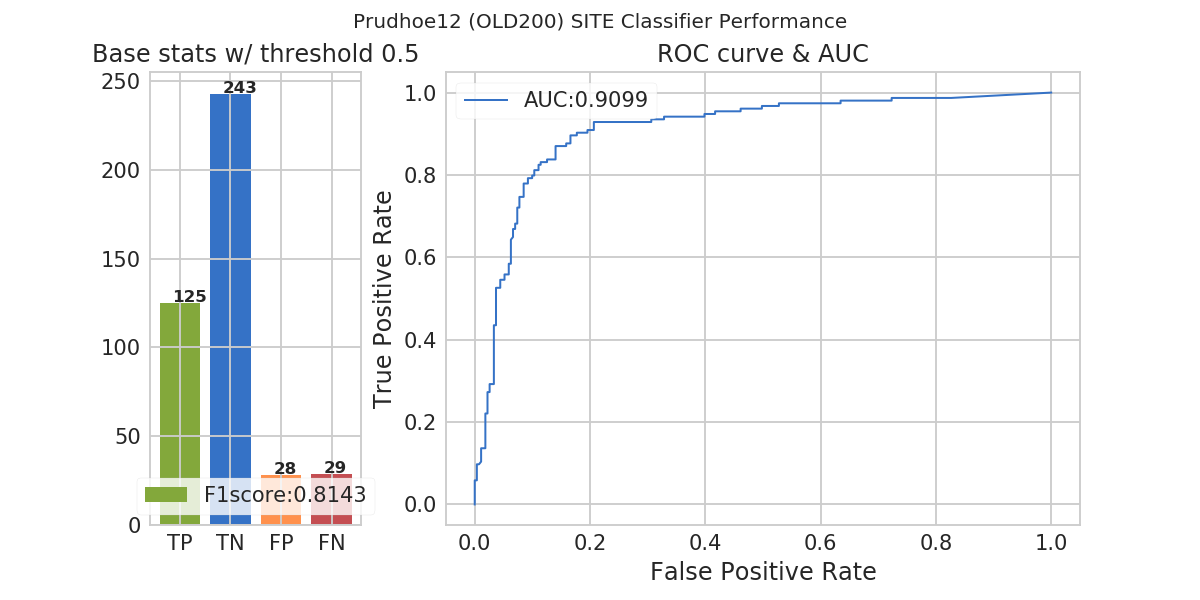 Prudhoe12 (OLD200) SITE Classifier Performance
Base stats w/ threshold 0.5
250
200
150
100
50
0
243
125
28
29
F1score:0.8143
TP TN FP FN
ROC curve & AUC
AUC:0.9099
True Positive Rate
1.0
0.8
0.6
0.4
0.2
0.0
0.0 0.2 0.4 0.6 0.8 1.0
False Positive Rate